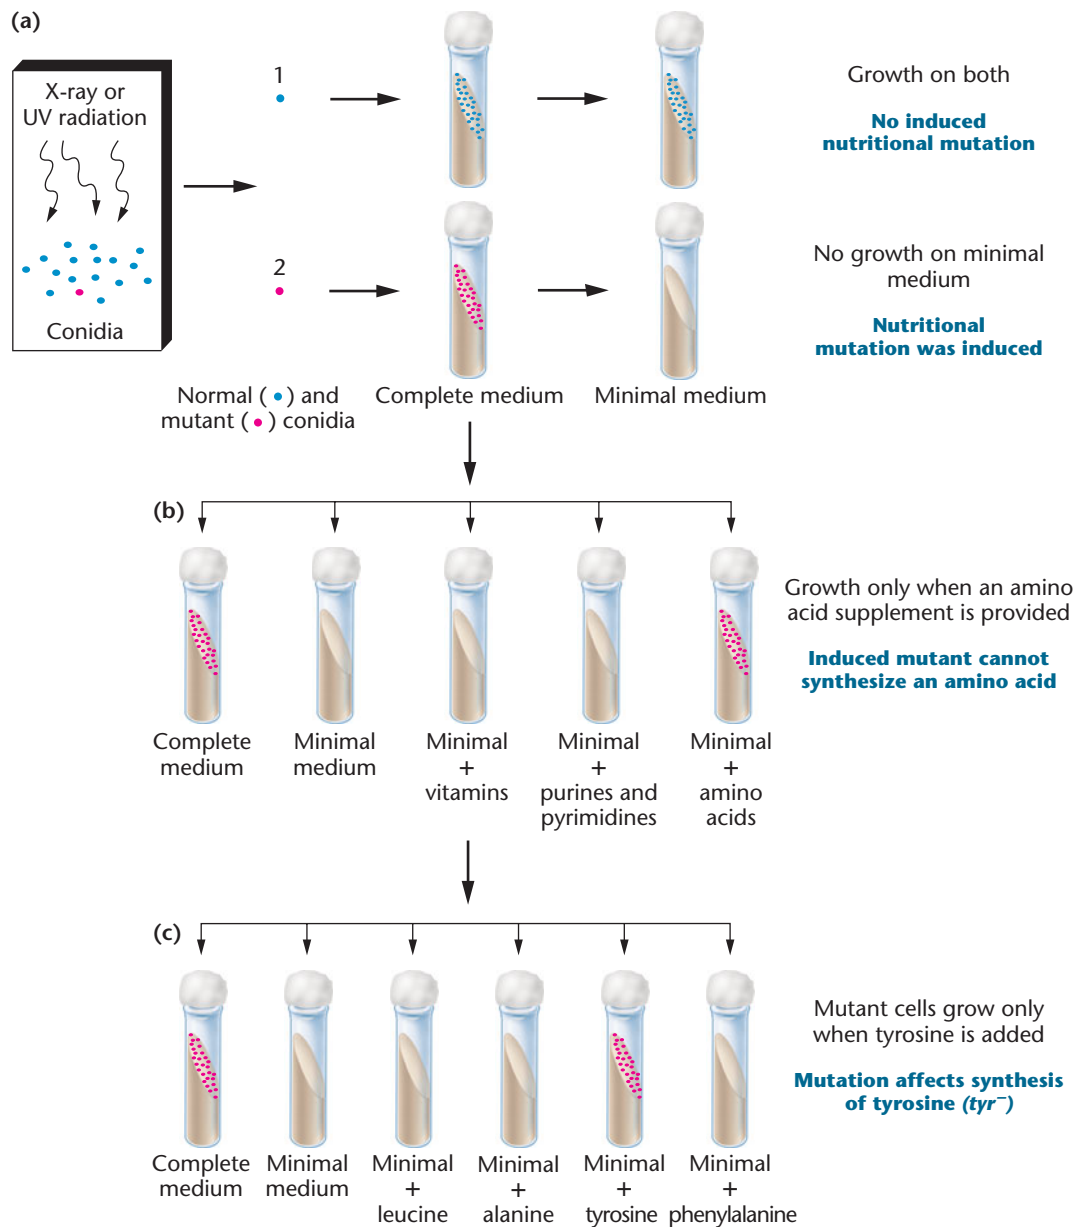 (a)
X-ray or
UV radiation
Conidia
1
Growth on both
No induced
nutritional mutation
2
No growth on minimal
medium
Nutritional
mutation was induced
Normal ( ) and
mutant ( ) conidia
Complete medium
Minimal medium
(b)
Growth only when an amino
acid supplement is provided
Induced mutant cannot
synthesize an amino acid
Complete
medium
Minimal
medium
Minimal
+
vitamins
Minimal
+
purines and
pyrimidines
Minimal
+
amino
acids
(c)
Mutant cells grow only
when tyrosine is added
Mutation affects synthesis
of tyrosine (tyr⁻)
Complete
medium
Minimal
medium
Minimal
+
leucine
Minimal
+
alanine
Minimal
+
tyrosine
Minimal
+
phenylalanine